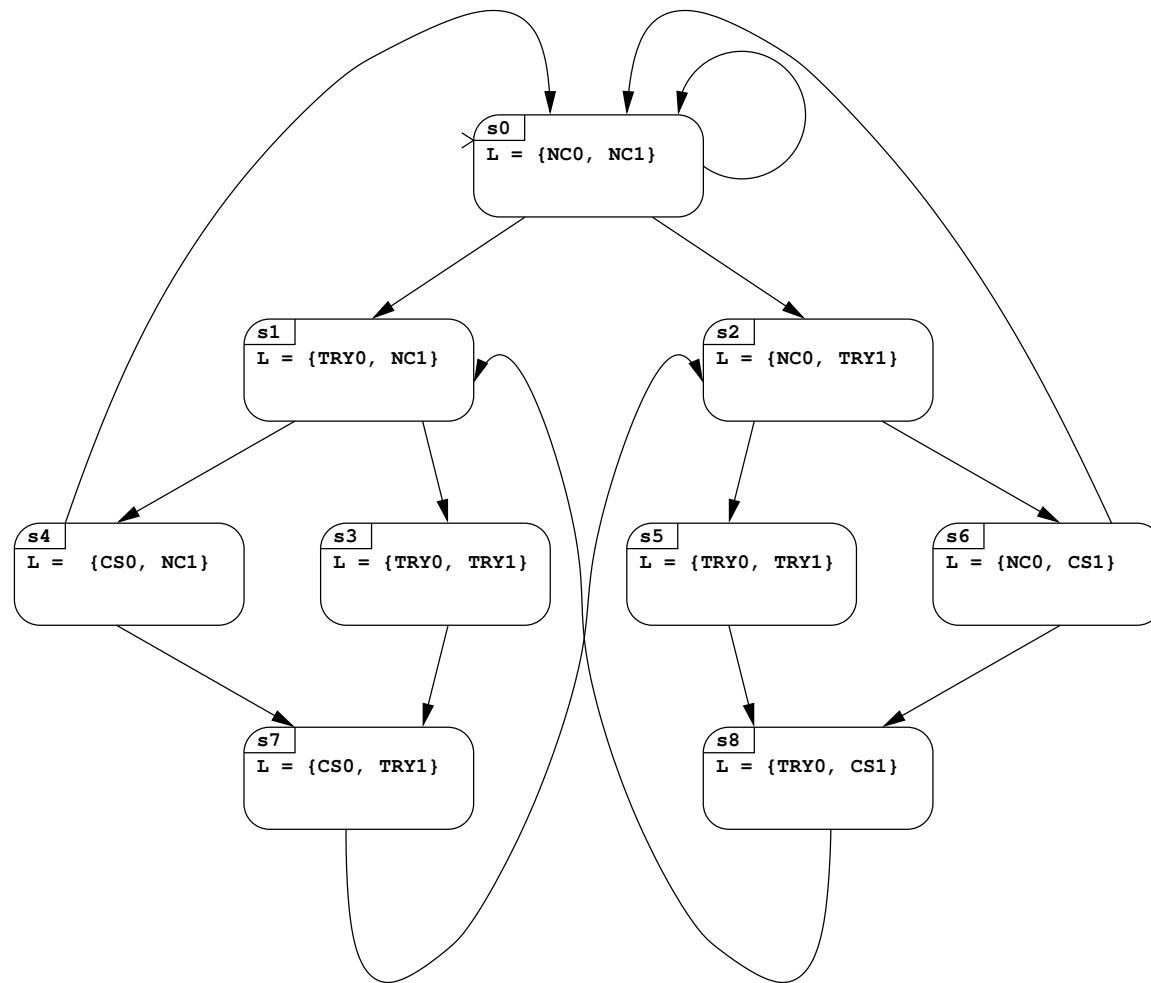 s0
L = {NC0, NC1}
s1
L = {TRY0, NC1}
s2
L = {NC0, TRY1}
s4
L =  {CS0, NC1}
s3
L = {TRY0, TRY1}
s5
L = {TRY0, TRY1}
s6
L = {NC0, CS1}
s7
L = {CS0, TRY1}
s8
L = {TRY0, CS1}